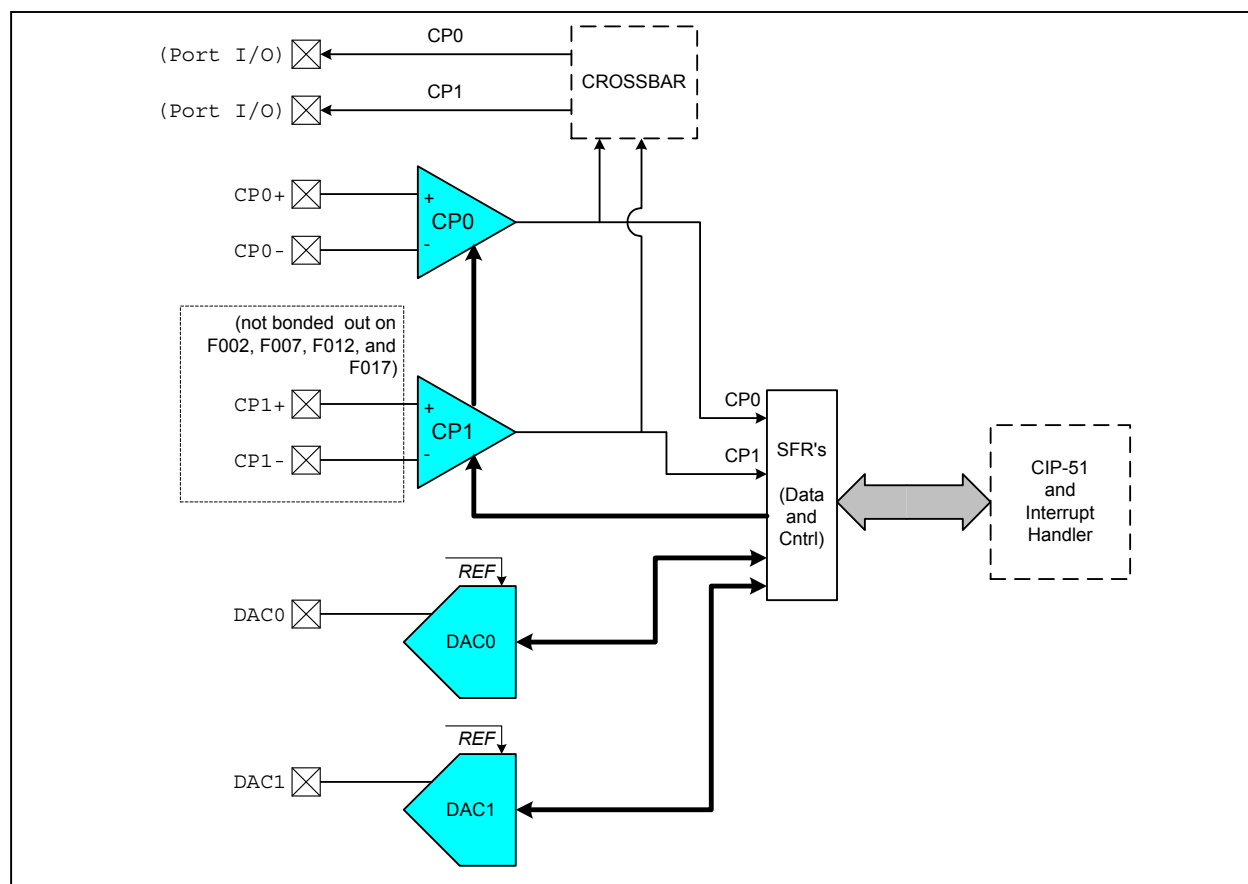 (Port I/O)
CP0
(Port I/O)
CP1
CROSSBAR
CP0+
CP0-
+
-
CP0
(not bonded out on
F002, F007, F012, and
F017)
CP1+
CP1-
+
-
CP1
CP0
CP1
SFR's
(Data
and
Cntrl)
CIP-51
and
Interrupt
Handler
REF
DAC0
DAC0
REF
DAC1
DAC1